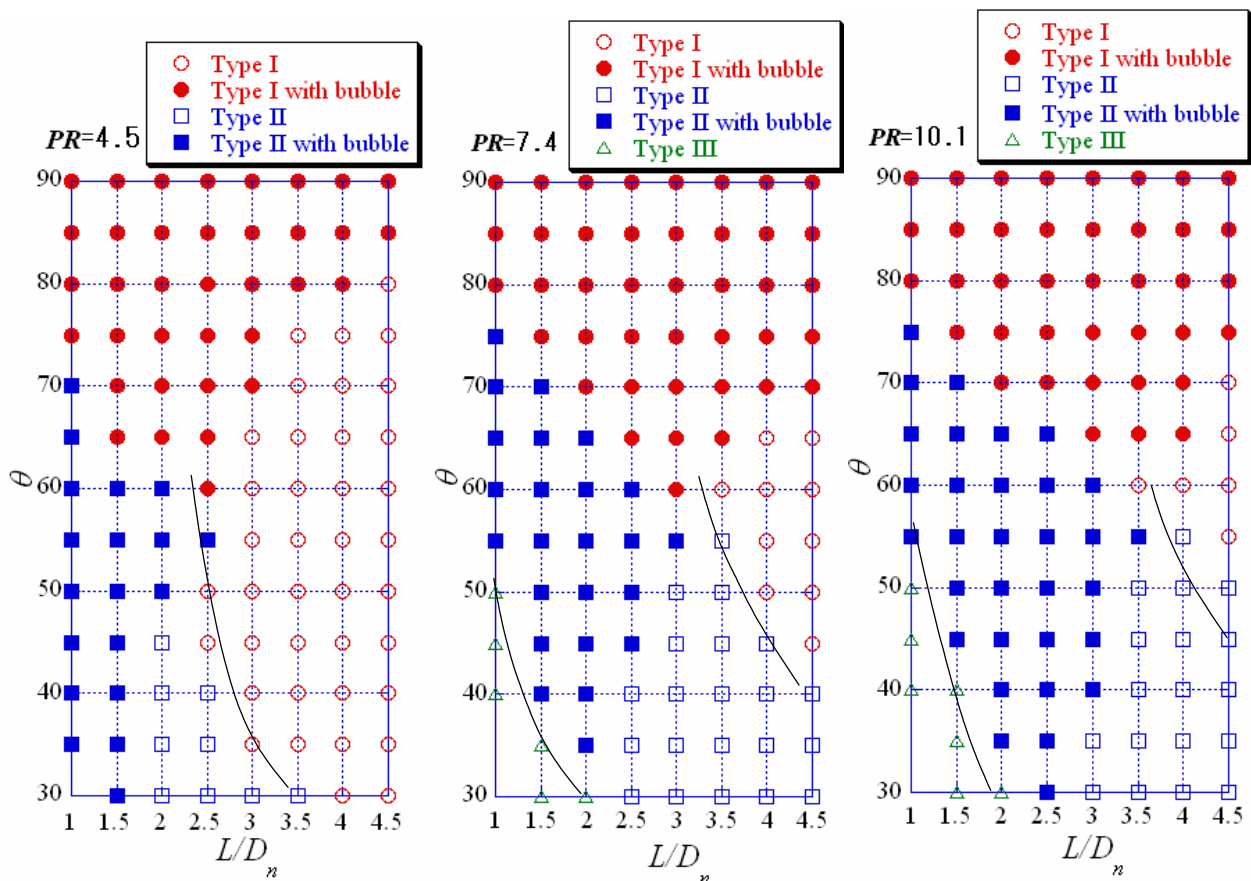 Type I
Type I with bubble
Type II
Type II with bubble
PR=4.5
90
80
70
60
50
40
30
θ
1 1.5 2 2.5 3 3.5 4 4.5
L/Dn
Type I
Type I with bubble
Type II
Type II with bubble
Type III
PR=7.4
90
80
70
60
50
40
30
θ
1 1.5 2 2.5 3 3.5 4 4.5
L/Dn
Type I
Type I with bubble
Type II
Type II with bubble
Type III
PR=10.1
90
80
70
60
50
40
30
θ
1 1.5 2 2.5 3 3.5 4 4.5
L/Dn